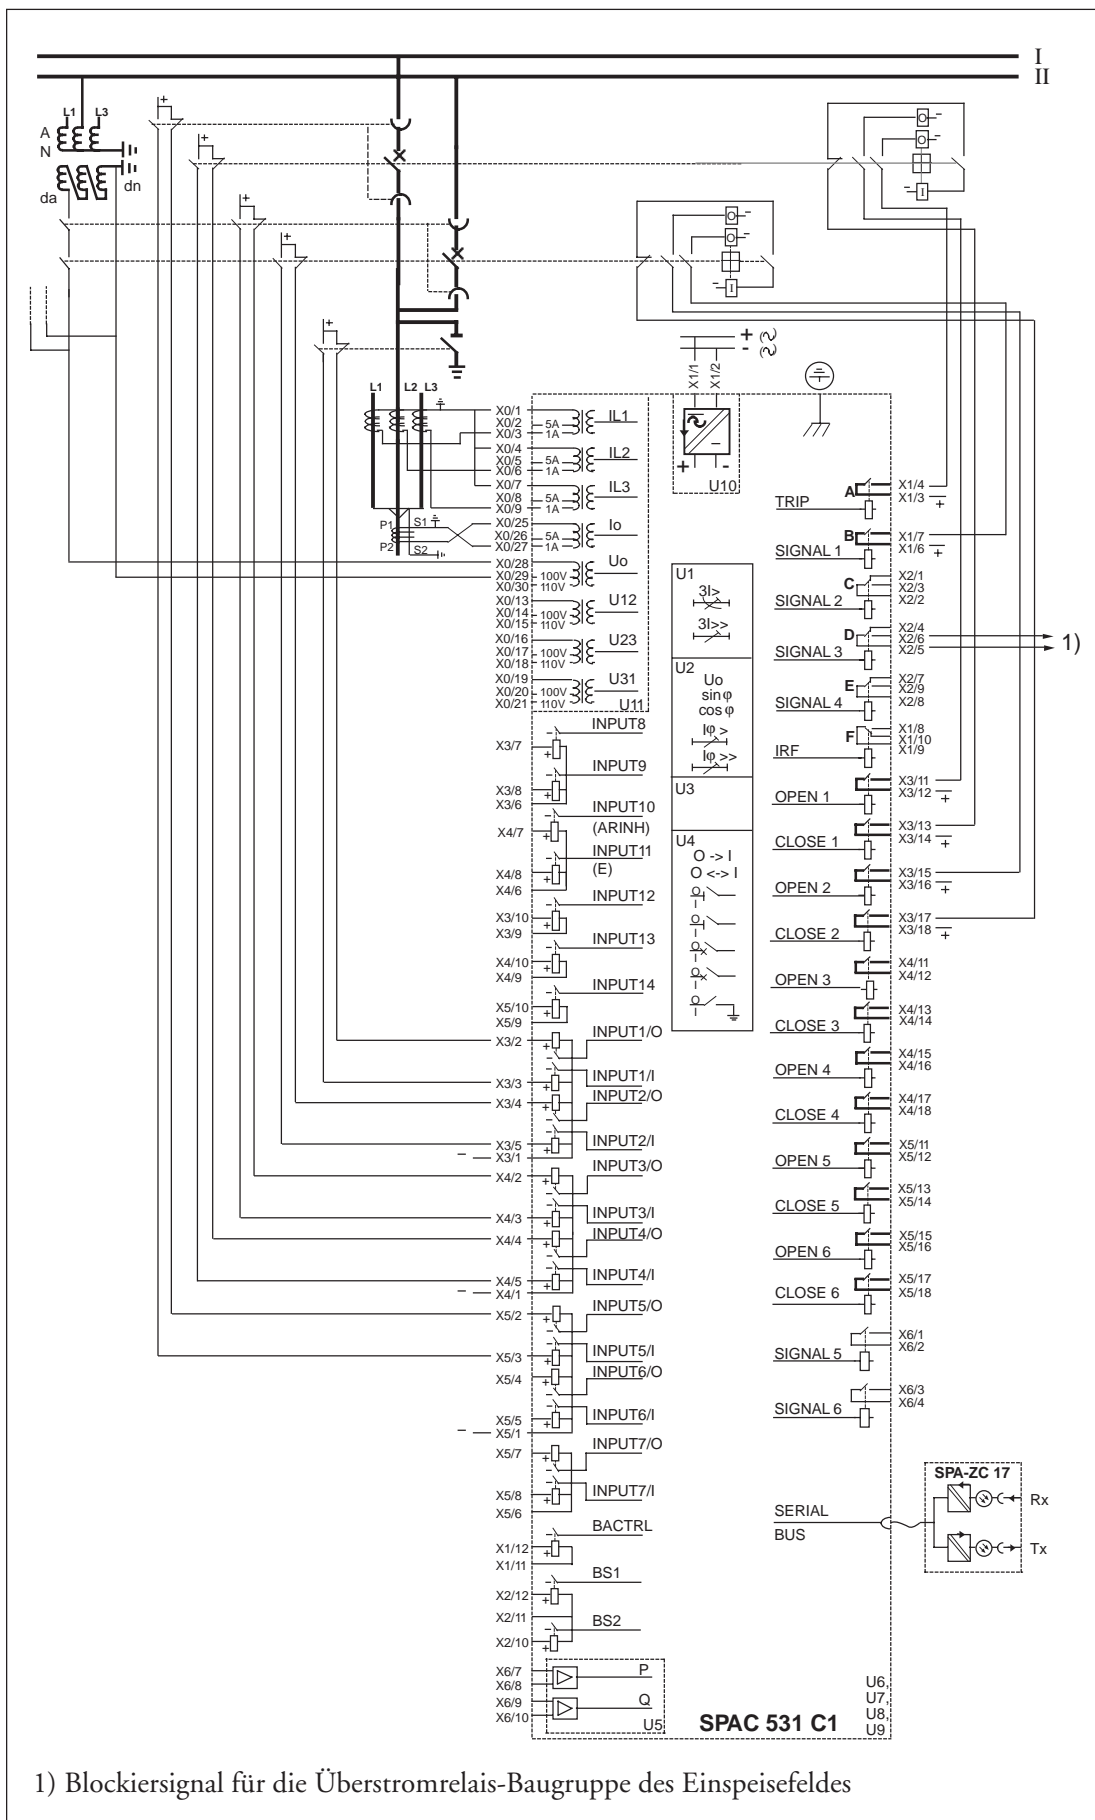 I
II
L1 L3
A
N
da
dn
+
+
+
+
+
O -
O -
- I
O -
O -
- I
+
-
X1/1
X1/2
L1 L2 L3
+ -
U10
X0/1
X0/2 5A
X0/3 1A
IL1
X0/4
X0/5 5A
X0/6 1A
IL2
X0/7
X0/8 5A
X0/9 1A
IL3
P1 S1
P2 S2
X0/25
X0/26 5A
X0/27 1A
Io
X0/28
X0/29 100V
X0/30 110V
Uo
X0/13
X0/14 100V
X0/15 110V
U12
X0/16
X0/17 100V
X0/18 110V
U23
X0/19
X0/20 100V
X0/21 110V
U31
U11
U1
3I>
3I>>
U2
Uo
sin φ
cos φ
Iφ >
Iφ >>
U3
U4
O -> I
O <-> I
O
I
O
I
O
I
O
I
O
I
TRIP A X1/4
X1/3
SIGNAL 1 B X1/7
X1/6
SIGNAL 2 C X2/1
X2/3
X2/2
SIGNAL 3 D X2/4
X2/6
X2/5
1)
SIGNAL 4 E X2/7
X2/9
X2/8
IRF F X1/8
X1/10
X1/9
OPEN 1 X3/11
X3/12
CLOSE 1 X3/13
X3/14
OPEN 2 X3/15
X3/16
CLOSE 2 X3/17
X3/18
OPEN 3 X4/11
X4/12
CLOSE 3 X4/13
X4/14
OPEN 4 X4/15
X4/16
CLOSE 4 X4/17
X4/18
OPEN 5 X5/11
X5/12
CLOSE 5 X5/13
X5/14
OPEN 6 X5/15
X5/16
CLOSE 6 X5/17
X5/18
SIGNAL 5 X6/1
X6/2
SIGNAL 6 X6/3
X6/4
INPUT8
X3/7
INPUT9
X3/8
X3/6
INPUT10
X4/7 (ARINH)
INPUT11
X4/8 (E)
X4/6
INPUT12
X3/10
X3/9
INPUT13
X4/10
X4/9
INPUT14
X5/10
X5/9
X3/2 INPUT1/O
X3/3 INPUT1/I
X3/4 INPUT2/O
X3/5 INPUT2/I
- X3/1
X4/2 INPUT3/O
X4/3 INPUT3/I
X4/4 INPUT4/O
X4/5 INPUT4/I
- X4/1
X5/2 INPUT5/O
X5/3 INPUT5/I
X5/4 INPUT6/O
X5/5 INPUT6/I
- X5/1
X5/7 INPUT7/O
X5/8 INPUT7/I
X5/6
BACTRL
X1/12
X1/11
BS1
X2/12
X2/11
BS2
X2/10
X6/7 P
X6/8
X6/9 Q
X6/10
U5
SERIAL
BUS
SPA-ZC 17
Rx
Tx
SPAC 531 C1
U6,
U7,
U8,
U9
1) Blockiersignal für die Überstromrelais-Baugruppe des Einspeisefeldes